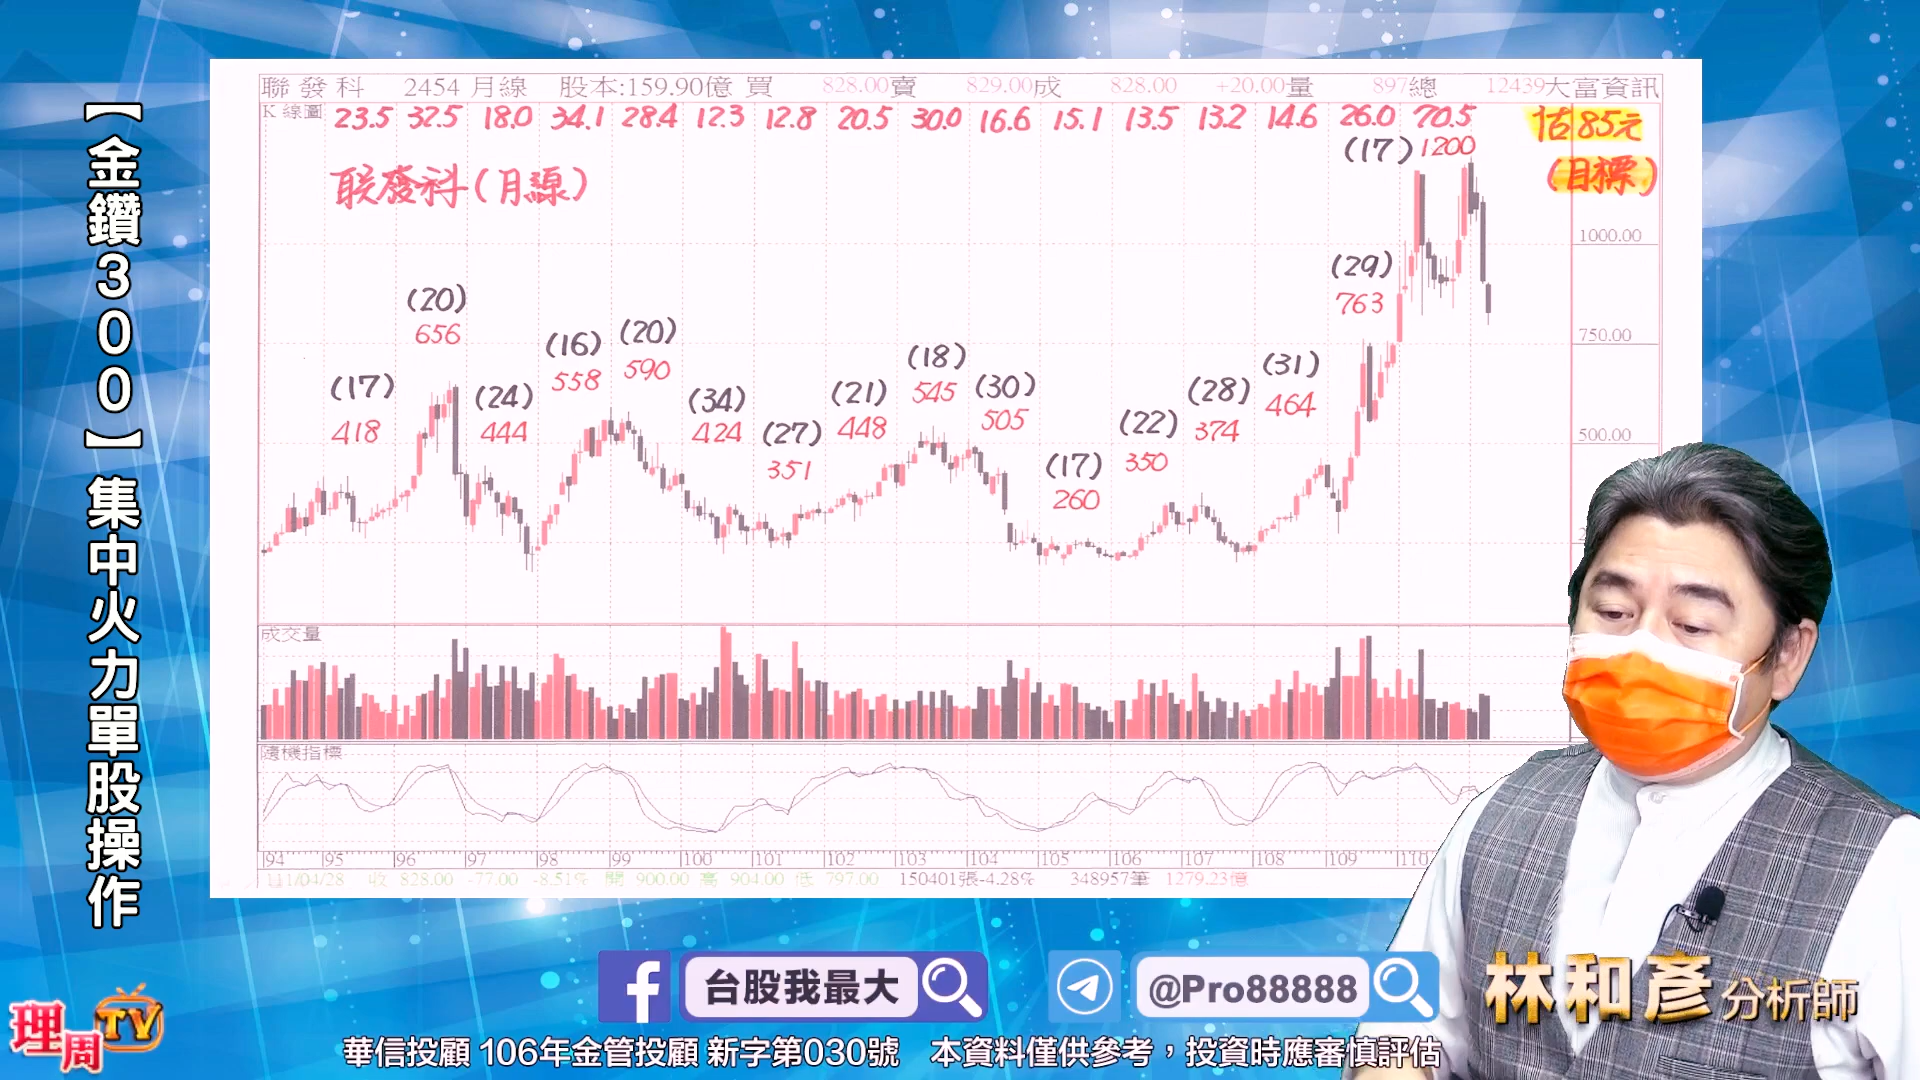 【金鑽300】集中火力單股操作
聯發科 2454 月線 股本:159.90億 買 828.00賣 829.00成 828.00 +20.00量 897總 12439大富資訊
K線圖 23.5 32.5 18.0 34.1 28.4 12.3 12.8 20.5 30.0 16.6 15.1 13.5 13.2 14.6 26.0 70.5 估85元
(17) 1200
(目標)
联發科(月線)
1000.00
(29)
763
(20)
656
(16)
558
(20)
590
750.00
(17)
418
(24)
444
(34)
424
(27)
351
(21)
448
(18)
545
(30)
505
(17)
260
(22)
350
(28)
374
(31)
464
500.00
成交量
隨機指標
94 95 96 97 98 99 100 101 102 103 104 105 106 107 108 109 110
111/04/28 收 828.00 -77.00 -8.51% 開 900.00 高 904.00 低 797.00 150401張-4.28% 348957筆 1279.23億
台股我最大
@Pro88888
林和彥分析師
理周TV
華信投顧 106年金管投顧 新字第030號 本資料僅供參考，投資時應審慎評估